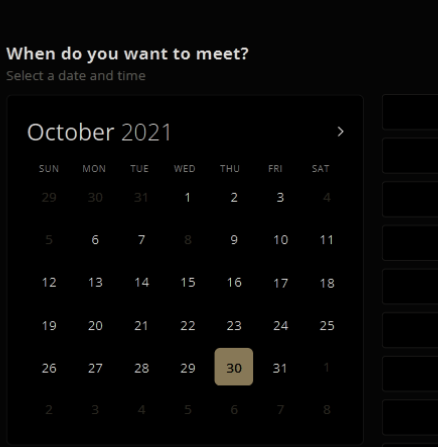 When do you want to meet?
Select a date and time
October 2021
SUN MON TUE WED THU FRI SAT
29 30 31 1 2 3 4
5 6 7 8 9 10 11
12 13 14 15 16 17 18
19 20 21 22 23 24 25
26 27 28 29 30 31 1
2 3 4 5 6 7 8